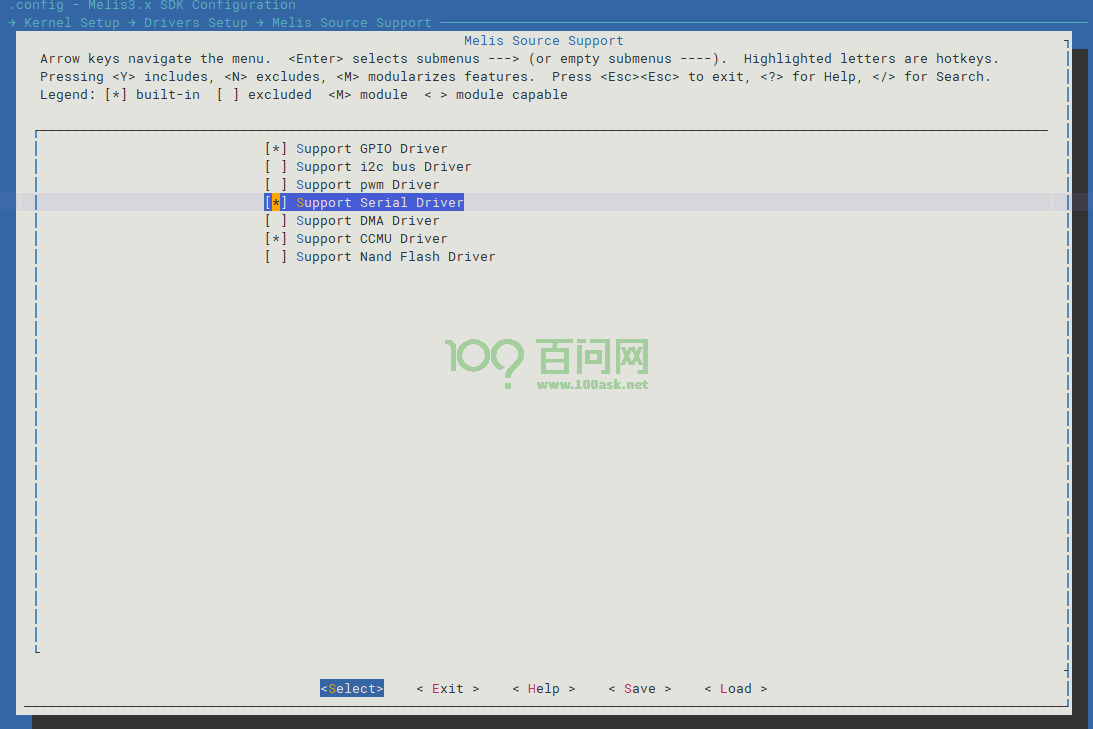 .config - Melis3.x SDK Configuration
→ Kernel Setup → Drivers Setup → Melis Source Support
Melis Source Support
Arrow keys navigate the menu.  <Enter> selects submenus ---> (or empty submenus ----).  Highlighted letters are hotkeys.
Pressing <Y> includes, <N> excludes, <M> modularizes features.  Press <Esc><Esc> to exit, <?> for Help, </> for Search.
Legend: [*] built-in  [ ] excluded  <M> module  < > module capable
[*] Support GPIO Driver
[ ] Support i2c bus Driver
[ ] Support pwm Driver
[*] Support Serial Driver
[ ] Support DMA Driver
[*] Support CCMU Driver
[ ] Support Nand Flash Driver
100? 百问网
www.100ask.net
<Select>    < Exit >    < Help >    < Save >    < Load >